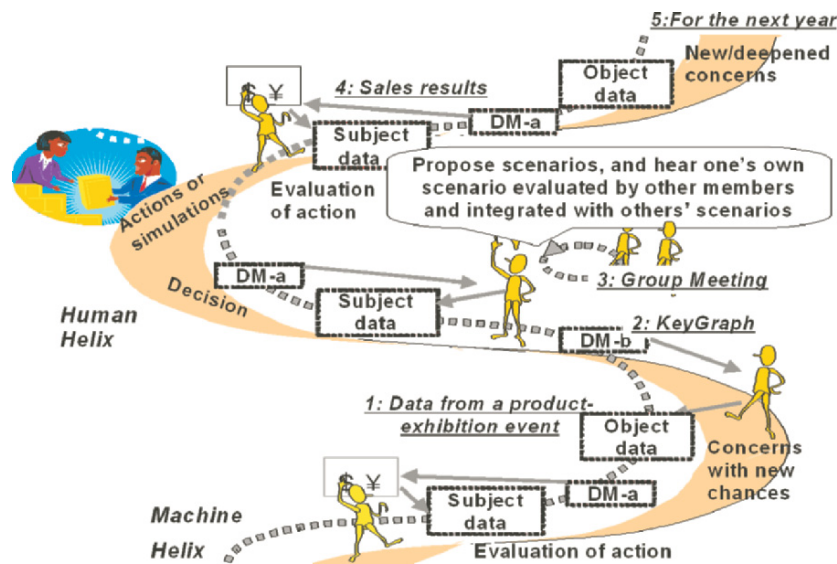 5:For the next year
New/deepened
concerns
Object
data
4: Sales results
$ ¥
DM-a
Subject
data
Propose scenarios, and hear one's own
scenario evaluated by other members
and integrated with others' scenarios
Evaluation
of action
Actions or
simulations
DM-a
3: Group Meeting
Decision
Subject
data
Human
Helix
2: KeyGraph
DM-b
1: Data from a product-
exhibition event
Object
data
Concerns
with new
chances
$ ¥
DM-a
Subject
data
Machine
Helix
Evaluation of action